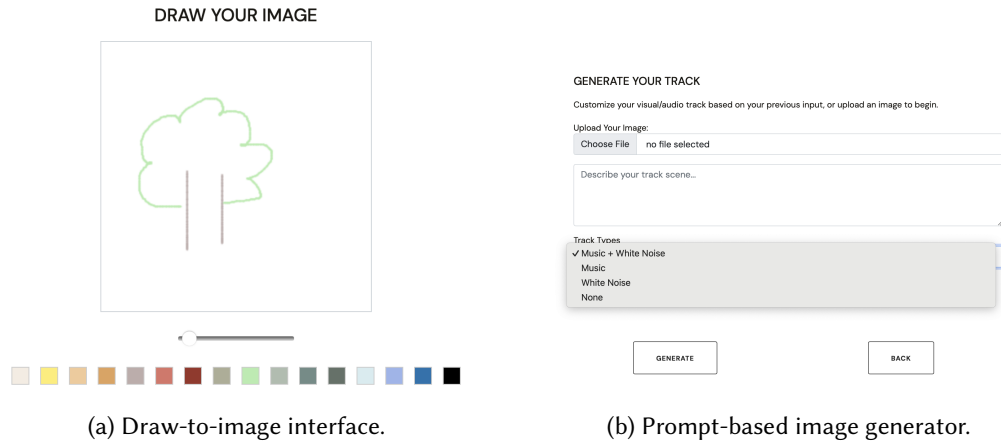 DRAW YOUR IMAGE
(a) Draw-to-image interface.
GENERATE YOUR TRACK
Customize your visual/audio track based on your previous input, or upload an image to begin.
Upload Your Image:
Choose File no file selected
Describe your track scene...
Track Types
✓ Music + White Noise
Music
White Noise
None
GENERATE BACK
(b) Prompt-based image generator.